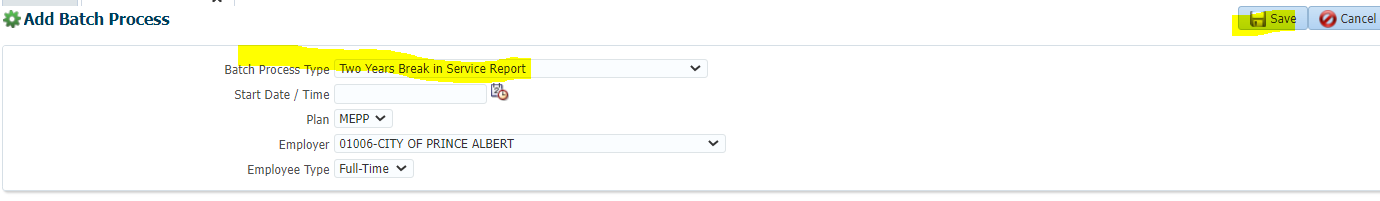 Add Batch Process
Save Cancel
Batch Process Type Two Years Break in Service Report
Start Date / Time
Plan MEPP
Employer 01006-CITY OF PRINCE ALBERT
Employee Type Full-Time